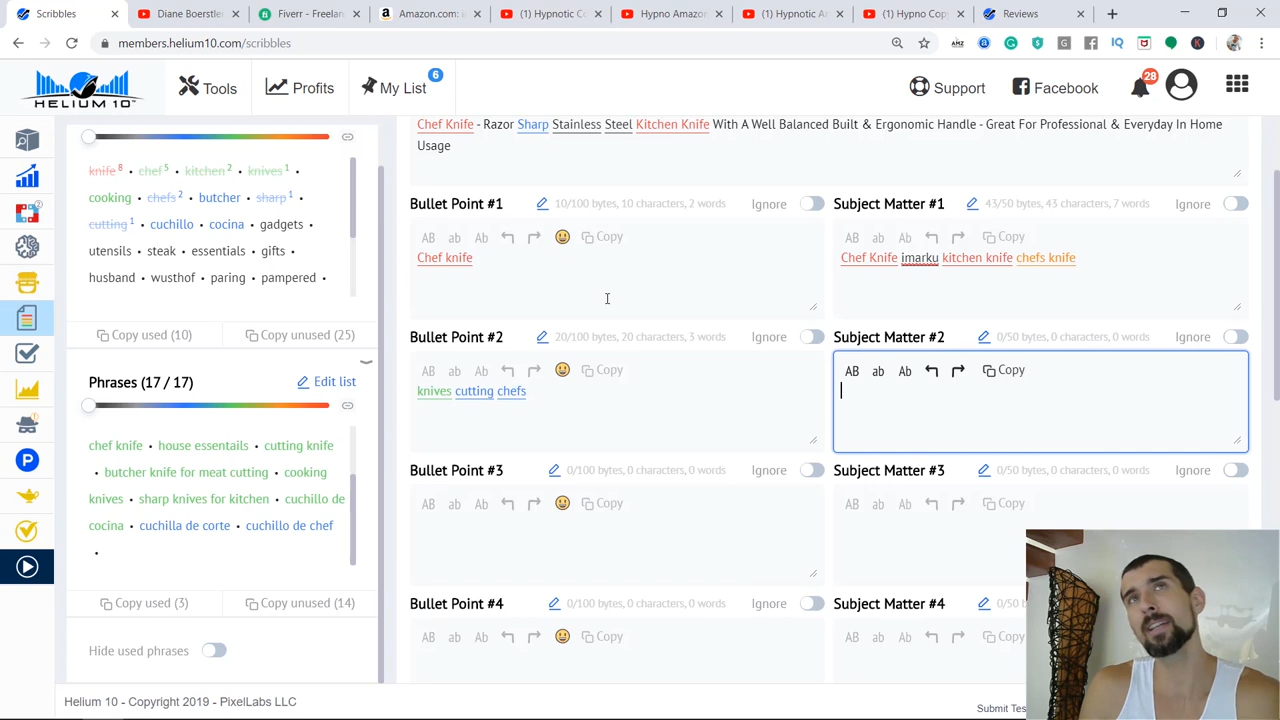 Scribbles
Diane Boerstler
Fiverr - Freelan
Amazon.com: i
(1) Hypnotic Co
Hypno Amazo
(1) Hypnotic A
(1) Hypno Cop
Reviews
members.helium10.com/scribbles
HELIUM 10
Tools
Profits
My List
6
Support
Facebook
28
knife 8 • chef 5 • kitchen 2 • knives 1 •
cooking • chefs 2 • butcher • sharp 1 •
cutting 1 • cuchillo • cocina • gadgets •
utensils • steak • essentials • gifts •
husband • wusthof • paring • pampered •
Copy used (10)
Copy unused (25)
Phrases (17 / 17)
Edit list
chef knife • house essentails • cutting knife
• butcher knife for meat cutting • cooking
knives • sharp knives for kitchen • cuchillo de
cocina • cuchilla de corte • cuchillo de chef
•
Copy used (3)
Copy unused (14)
Hide used phrases
Chef Knife - Razor Sharp Stainless Steel Kitchen Knife With A Well Balanced Built & Ergonomic Handle - Great For Professional & Everyday In Home
Usage
Bullet Point #1
10/100 bytes, 10 characters, 2 words
Ignore
AB ab Ab Copy
Chef knife
Subject Matter #1
43/50 bytes, 43 characters, 7 words
Ignore
AB ab Ab Copy
Chef Knife imarku kitchen knife chefs knife
Bullet Point #2
20/100 bytes, 20 characters, 3 words
Ignore
AB ab Ab Copy
knives cutting chefs
Subject Matter #2
0/50 bytes, 0 characters, 0 words
Ignore
AB ab Ab Copy
Bullet Point #3
0/100 bytes, 0 characters, 0 words
Ignore
AB ab Ab Copy
Subject Matter #3
0/50 bytes, 0 characters, 0 words
Ignore
AB ab Ab Copy
Bullet Point #4
0/100 bytes, 0 characters, 0 words
Ignore
AB ab Ab Copy
Subject Matter #4
0/50
AB ab Ab
Helium 10 - Copyright 2019 - PixelLabs LLC
Submit Tes